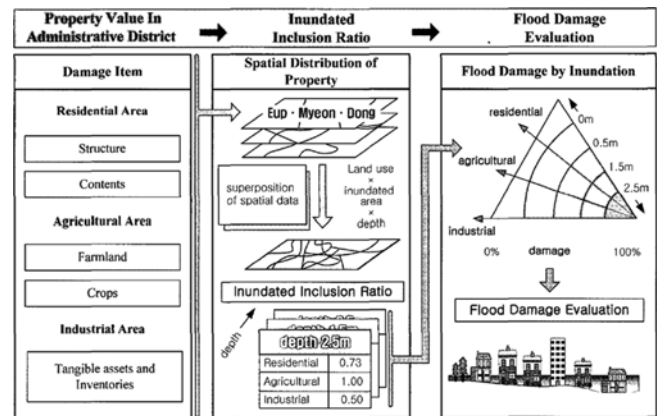 Property Value In
Administrative District
Inundated
Inclusion Ratio
Flood Damage
Evaluation
Damage Item
Residential Area
Structure
Contents
Agricultural Area
Farmland
Crops
Industrial Area
Tangible assets and
Inventories
Spatial Distribution of
Property
Eup · Myeon · Dong
superposition
of spatial data
Land use
×
inundated
area
×
depth
Inundated Inclusion Ratio
depth
depth 2.5m
Residential 0.73
Agricultural 1.00
Industrial 0.50
Flood Damage by Inundation
residential
agricultural
industrial
0m
0.5m
1.5m
2.5m
0% damage 100%
Flood Damage Evaluation